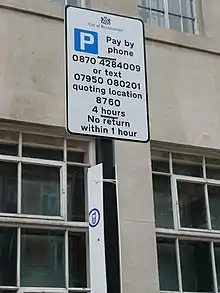 City of Westminster
P Pay by
phone
0870 4284009
or text
07950 080201
quoting location
8760
4 hours
No return
within 1 hour